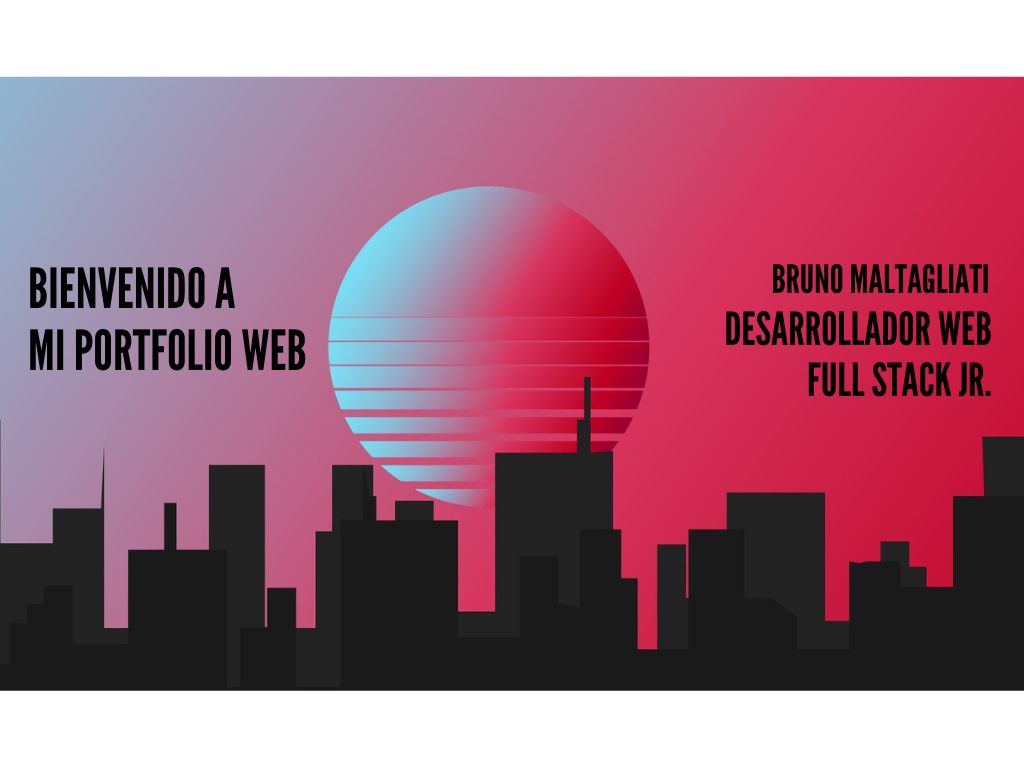 BIENVENIDO A
MI PORTFOLIO WEB
BRUNO MALTAGLIATI
DESARROLLADOR WEB
FULL STACK JR.